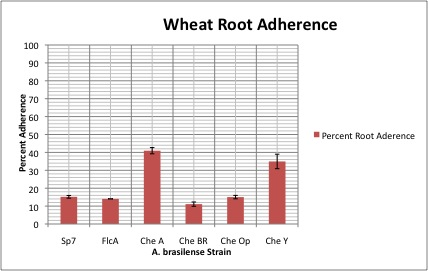 Wheat Root Adherence
Percent Adherence
100
90
80
70
60
50
40
30
20
10
0
Sp7 FlcA Che A Che BR Che Op Che Y
A. brasilense Strain
Percent Root Aderence